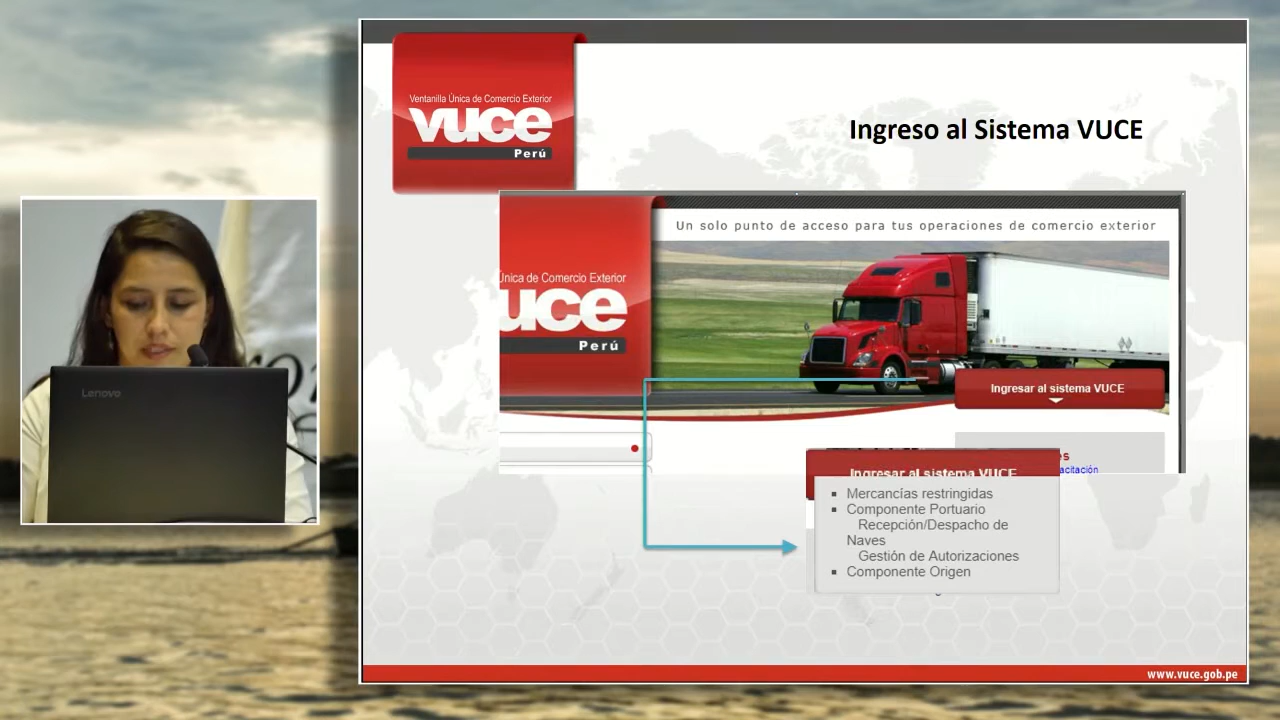 Ventanilla Única de Comercio Exterior
vuce
Perú
Ingreso al Sistema VUCE
Un solo punto de acceso para tus operaciones de comercio exterior
Única de Comercio Exterior
uce
Perú
Ingresar al sistema VUCE
es
acitación
Ingresar al sistema VUCE
▪ Mercancías restringidas
▪ Componente Portuario
Recepción/Despacho de
Naves
Gestión de Autorizaciones
▪ Componente Origen
www.vuce.gob.pe
Lenovo